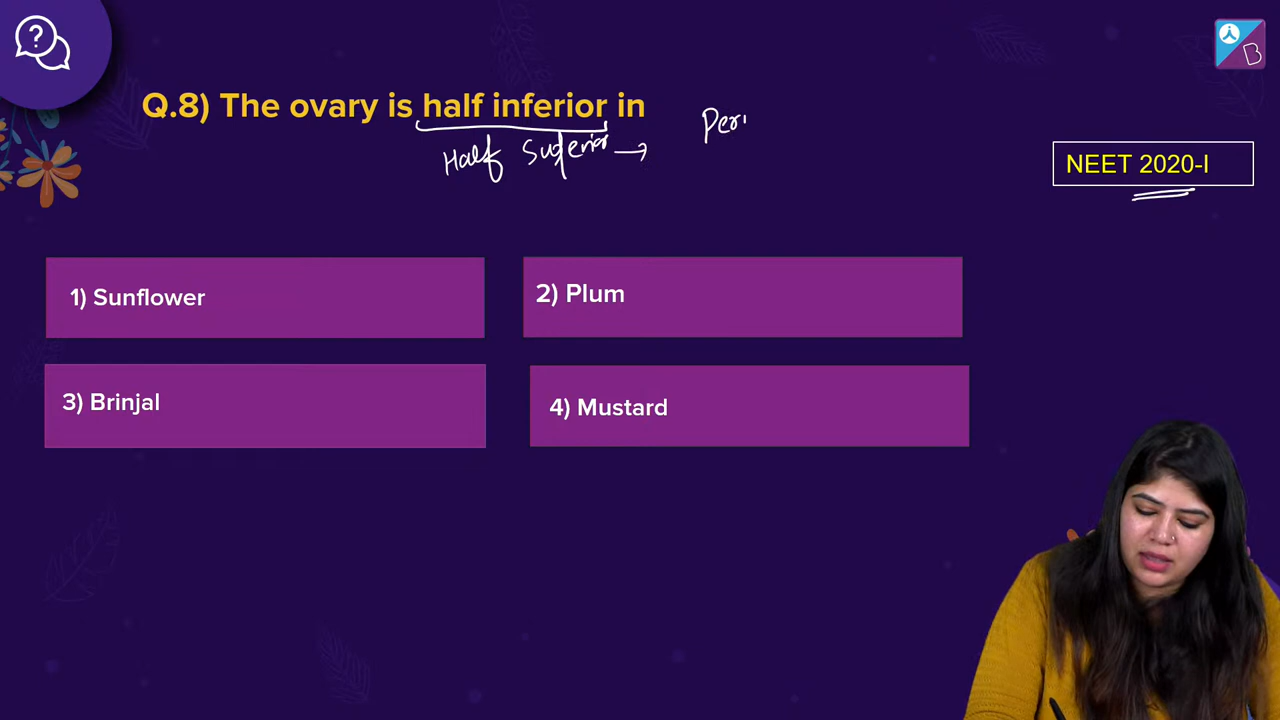 ?
B
Q.8) The ovary is half inferior in
Half Superior → Peri
NEET 2020-I
1) Sunflower
2) Plum
3) Brinjal
4) Mustard